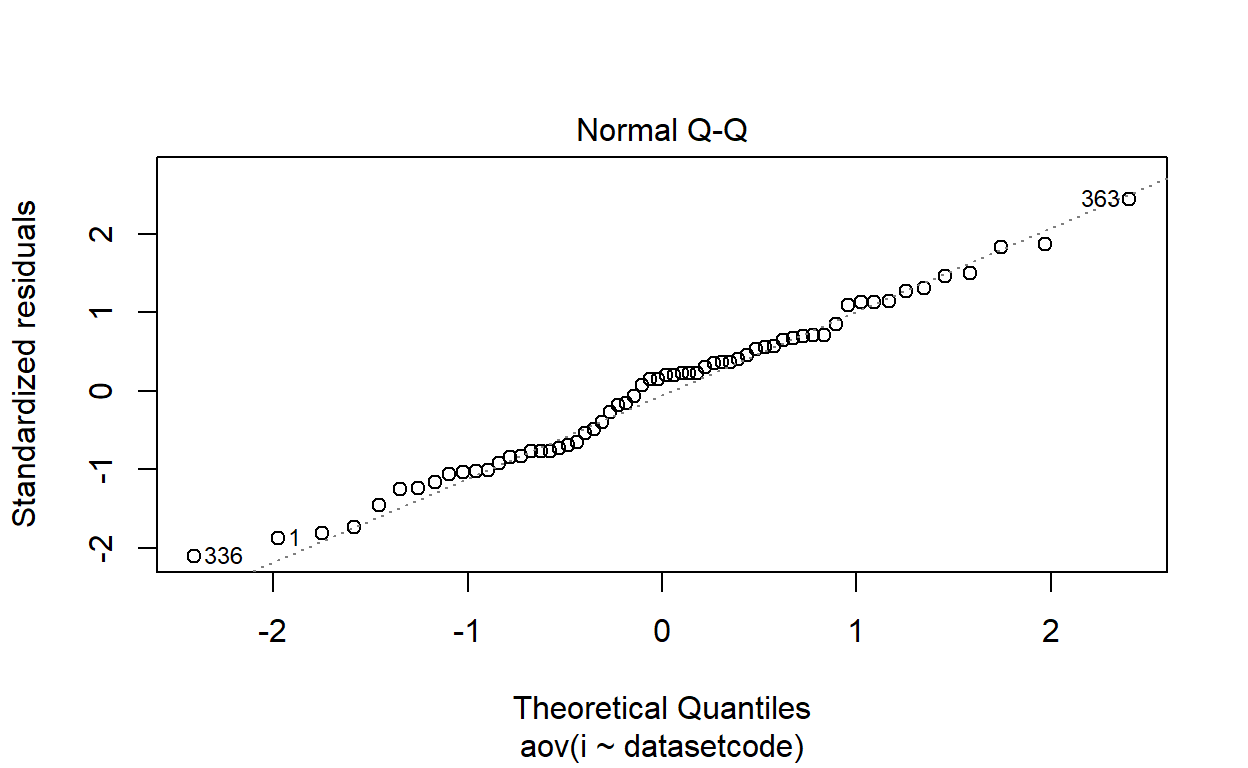 Normal Q-Q
Standardized residuals
2
1
0
-1
-2
363
1
336
-2 -1 0 1 2
Theoretical Quantiles
aov(i ~ datasetcode)